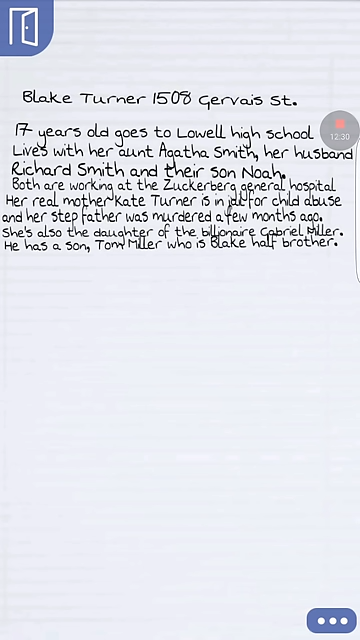 Blake Turner 1508 Gervais St.
12:30
17 years old goes to Lowell high school
Lives with her aunt Agatha Smith, her husband
Richard Smith and their son Noah.
Both are working at the Zuckerberg general hospital
Her real mother Kate Turner is in jail for child abuse
and her step father was murdered a few months ago.
She's also the daughter of the billionaire Gabriel Miller.
He has a son, Tom Miller who is Blake half brother.